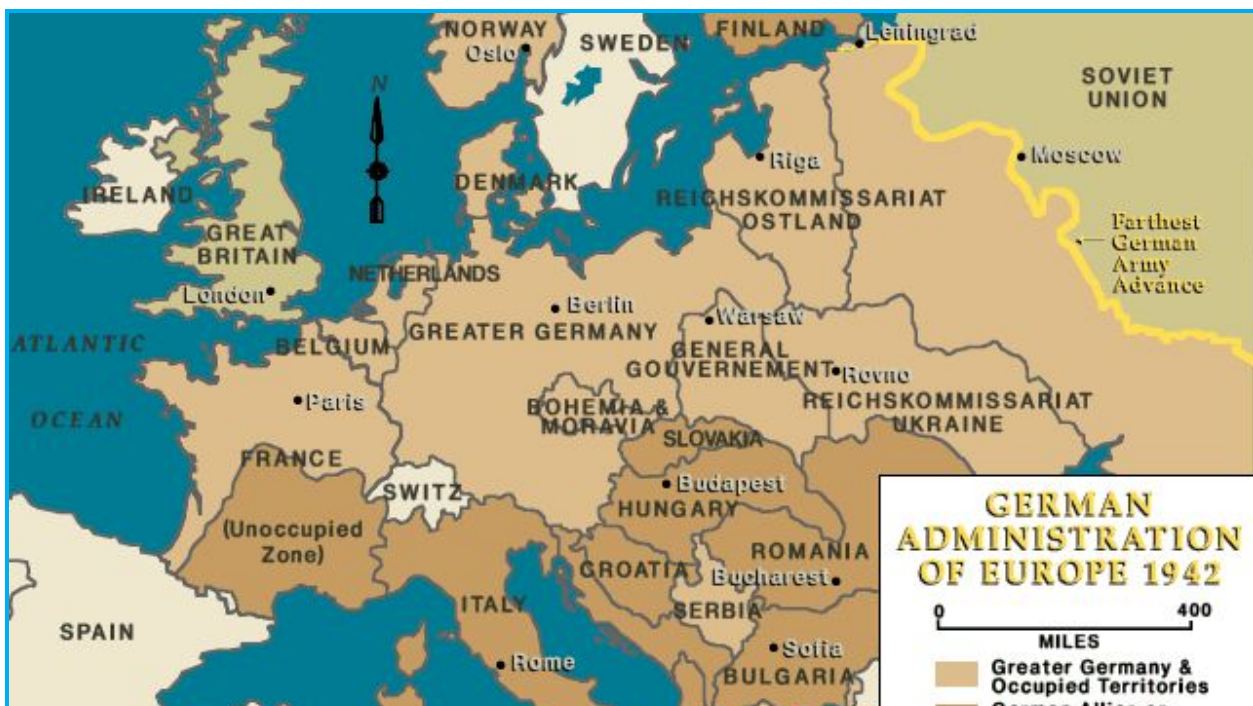 NORWAY
Oslo
SWEDEN
FINLAND
Leningrad
SOVIET
UNION
N
Riga
Moscow
IRELAND
DENMARK
REICHSKOMMISSARIAT
OSTLAND
GREAT
BRITAIN
Farthest
German
Army
Advance
NETHERLANDS
London
Berlin
GREATER GERMANY
Warsaw
ATLANTIC
OCEAN
BELGIUM
GENERAL
GOUVERNEMENT
Rovno
Paris
BOHEMIA &
MORAVIA
REICHSKOMMISSARIAT
UKRAINE
SLOVAKIA
FRANCE
SWITZ
Budapest
HUNGARY
(Unoccupied
Zone)
ROMANIA
CROATIA
Bucharest
SERBIA
ITALY
SPAIN
Rome
Sofia
BULGARIA
GERMAN
ADMINISTRATION
OF EUROPE 1942
0 400
MILES
Greater Germany &
Occupied Territories
German Allies or